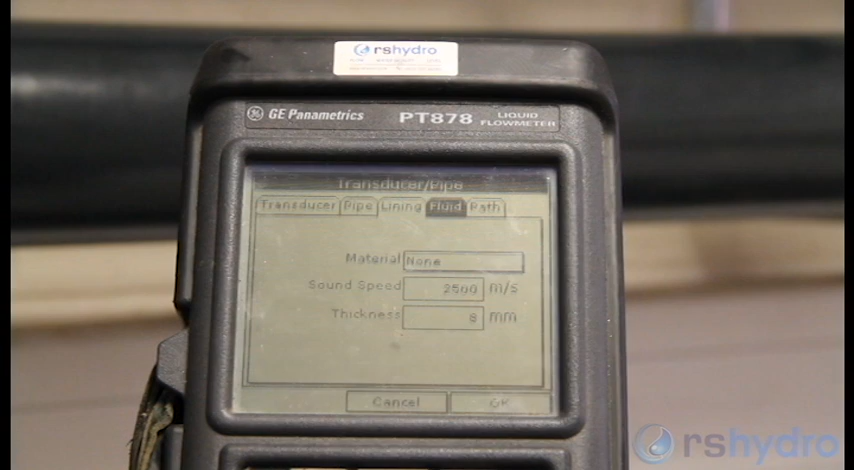 rshydro
GE Panametrics PT878 LIQUID FLOWMETER
Transducer/Pipe
Transducer Pipe Lining Fluid Path
Material None
Sound Speed 2500 m/s
Thickness 8 mm
Cancel OK
rshydro